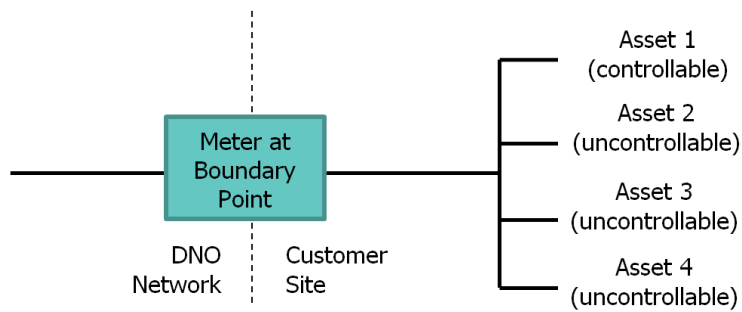 Asset 1
(controllable)
Asset 2
(uncontrollable)
Meter at
Boundary
Point
Asset 3
(uncontrollable)
DNO
Network
Customer
Site
Asset 4
(uncontrollable)